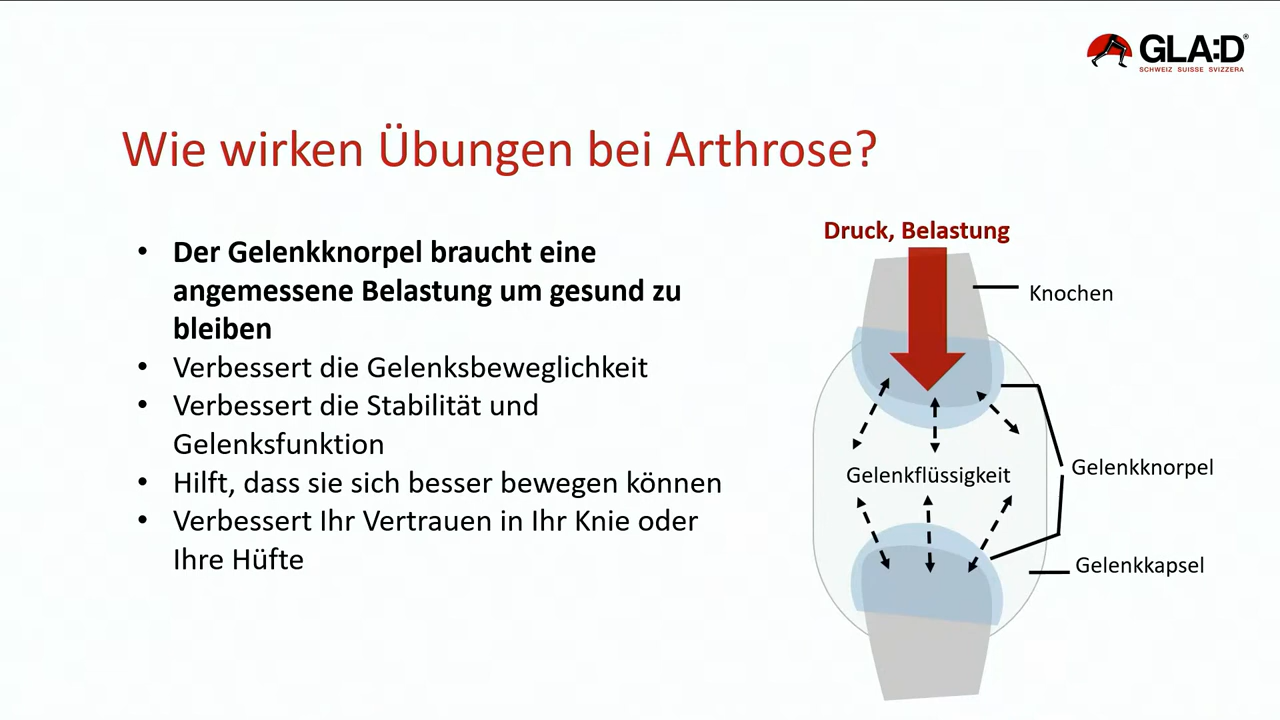 GLA:D®
SCHWEIZ SUISSE SVIZZERA
Wie wirken Übungen bei Arthrose?
• Der Gelenkknorpel braucht eine
angemessene Belastung um gesund zu
bleiben
• Verbessert die Gelenksbeweglichkeit
• Verbessert die Stabilität und
Gelenksfunktion
• Hilft, dass sie sich besser bewegen können
• Verbessert Ihr Vertrauen in Ihr Knie oder
Ihre Hüfte
Druck, Belastung
Knochen
Gelenkknorpel
Gelenkflüssigkeit
Gelenkkapsel